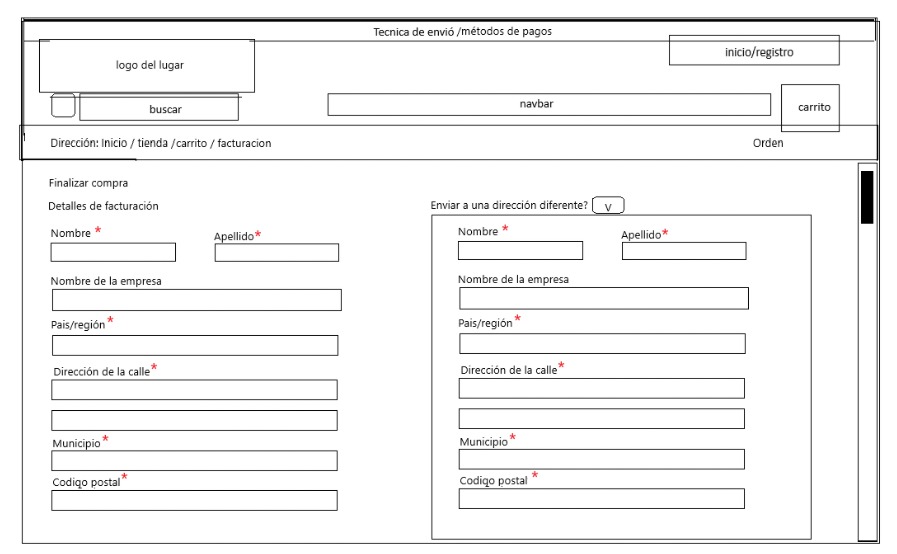 Tecnica de envió /métodos de pagos
inicio/registro
logo del lugar
buscar
navbar
carrito
Dirección: Inicio / tienda /carrito / facturacion
Orden
Finalizar compra
Detalles de facturación
Nombre *
Apellido*
Nombre de la empresa
Pais/región *
Dirección de la calle*
Municipio *
Codigo postal*
Enviar a una dirección diferente? v
Nombre *
Apellido*
Nombre de la empresa
Pais/región *
Dirección de la calle*
Municipio *
Codigo postal *